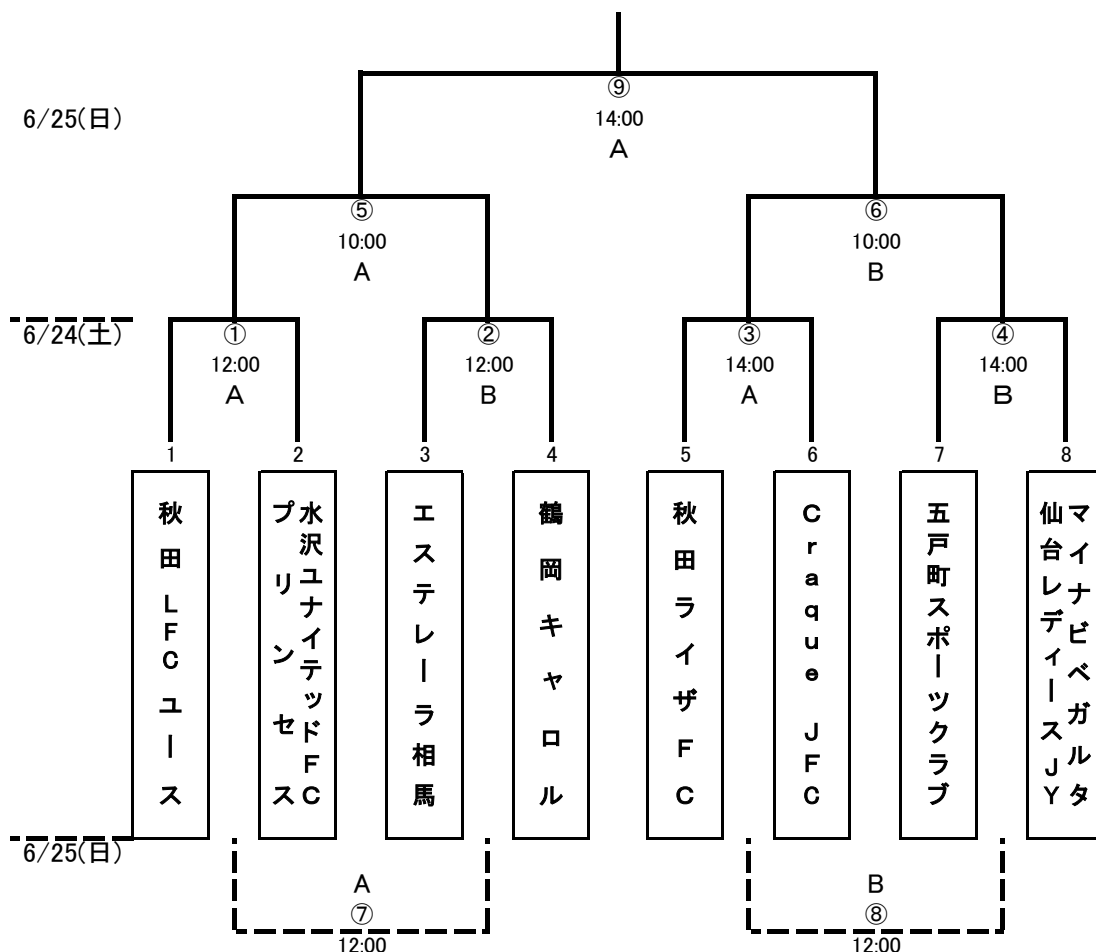 ⑨
6/25(日)
14:00
A
⑤
⑥
10:00
10:00
A
B
6/24(土)
①
②
③
④
12:00
12:00
14:00
14:00
A
B
A
B
1
2
3
4
5
6
7
8
秋田LFCユース
水沢ユナイテッドFC
プリンセス
エステレーラ相馬
鶴岡キャロル
秋田ライザFC
Craque JFC
五戸町スポーツクラブ
マイナビベガルタ
仙台レディースJY
6/25(日)
A
B
⑦
⑧
12:00
12:00